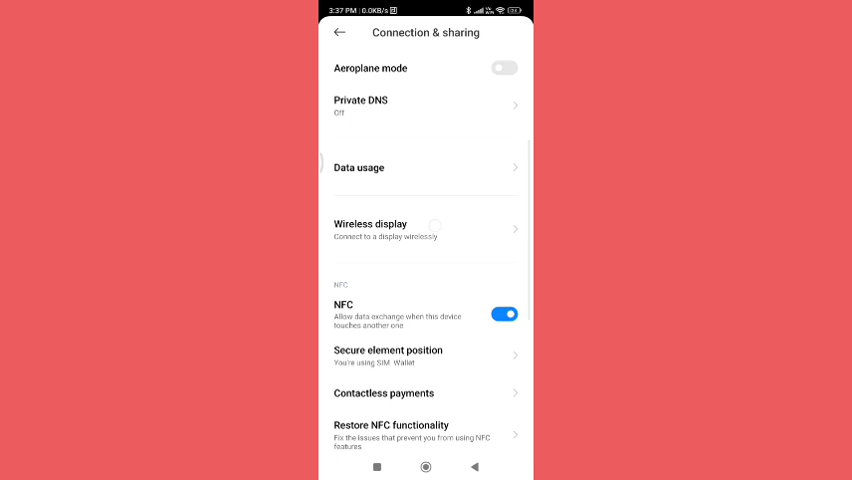 3:37 PM | 0.0KB/s
Connection & sharing
Aeroplane mode
Private DNS
Off
Data usage
Wireless display
Connect to a display wirelessly
NFC
NFC
Allow data exchange when this device
touches another one
Secure element position
You're using SIM Wallet
Contactless payments
Restore NFC functionality
Fix the issues that prevent you from using NFC
features